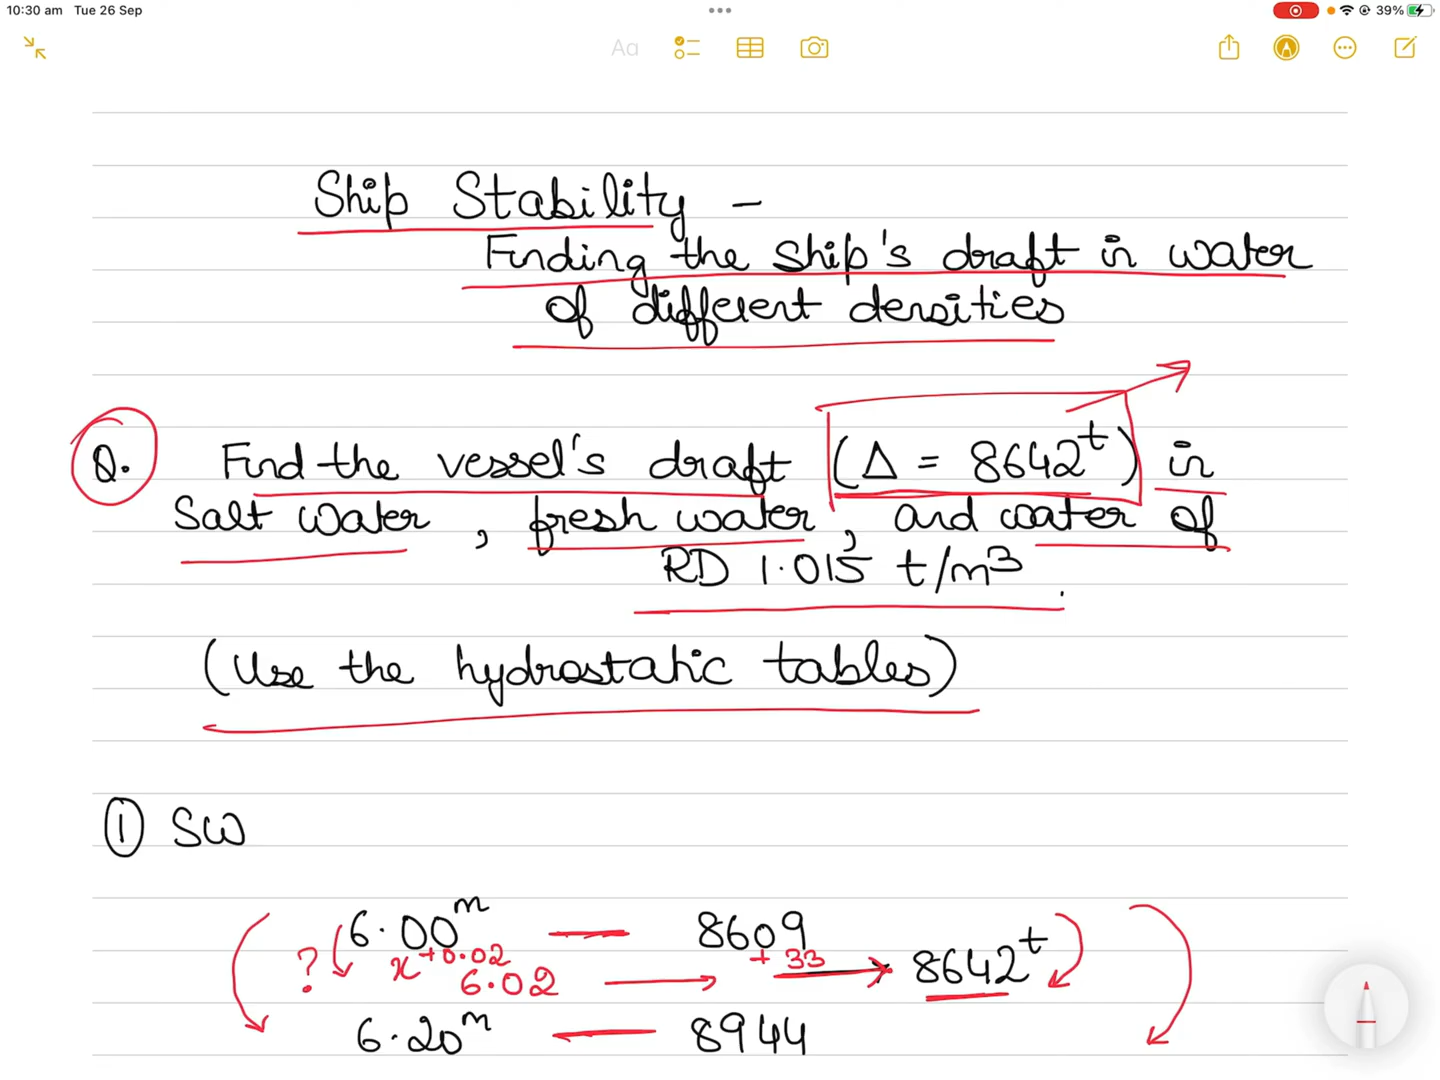 10:30 am Tue 26 Sep
39%
Aa
Ship Stability -
Finding the Ship's draft in water
of different densities
Q. Find the vessel's draft (Δ = 8642t) in
Salt Water, fresh water, and water of
RD 1.015 t/m3.
(Use the hydrostatic tables)
① SW
6.00m — 8609
? x +0.02 + 33 → 8642t
6.02 →
6.20m — 8944